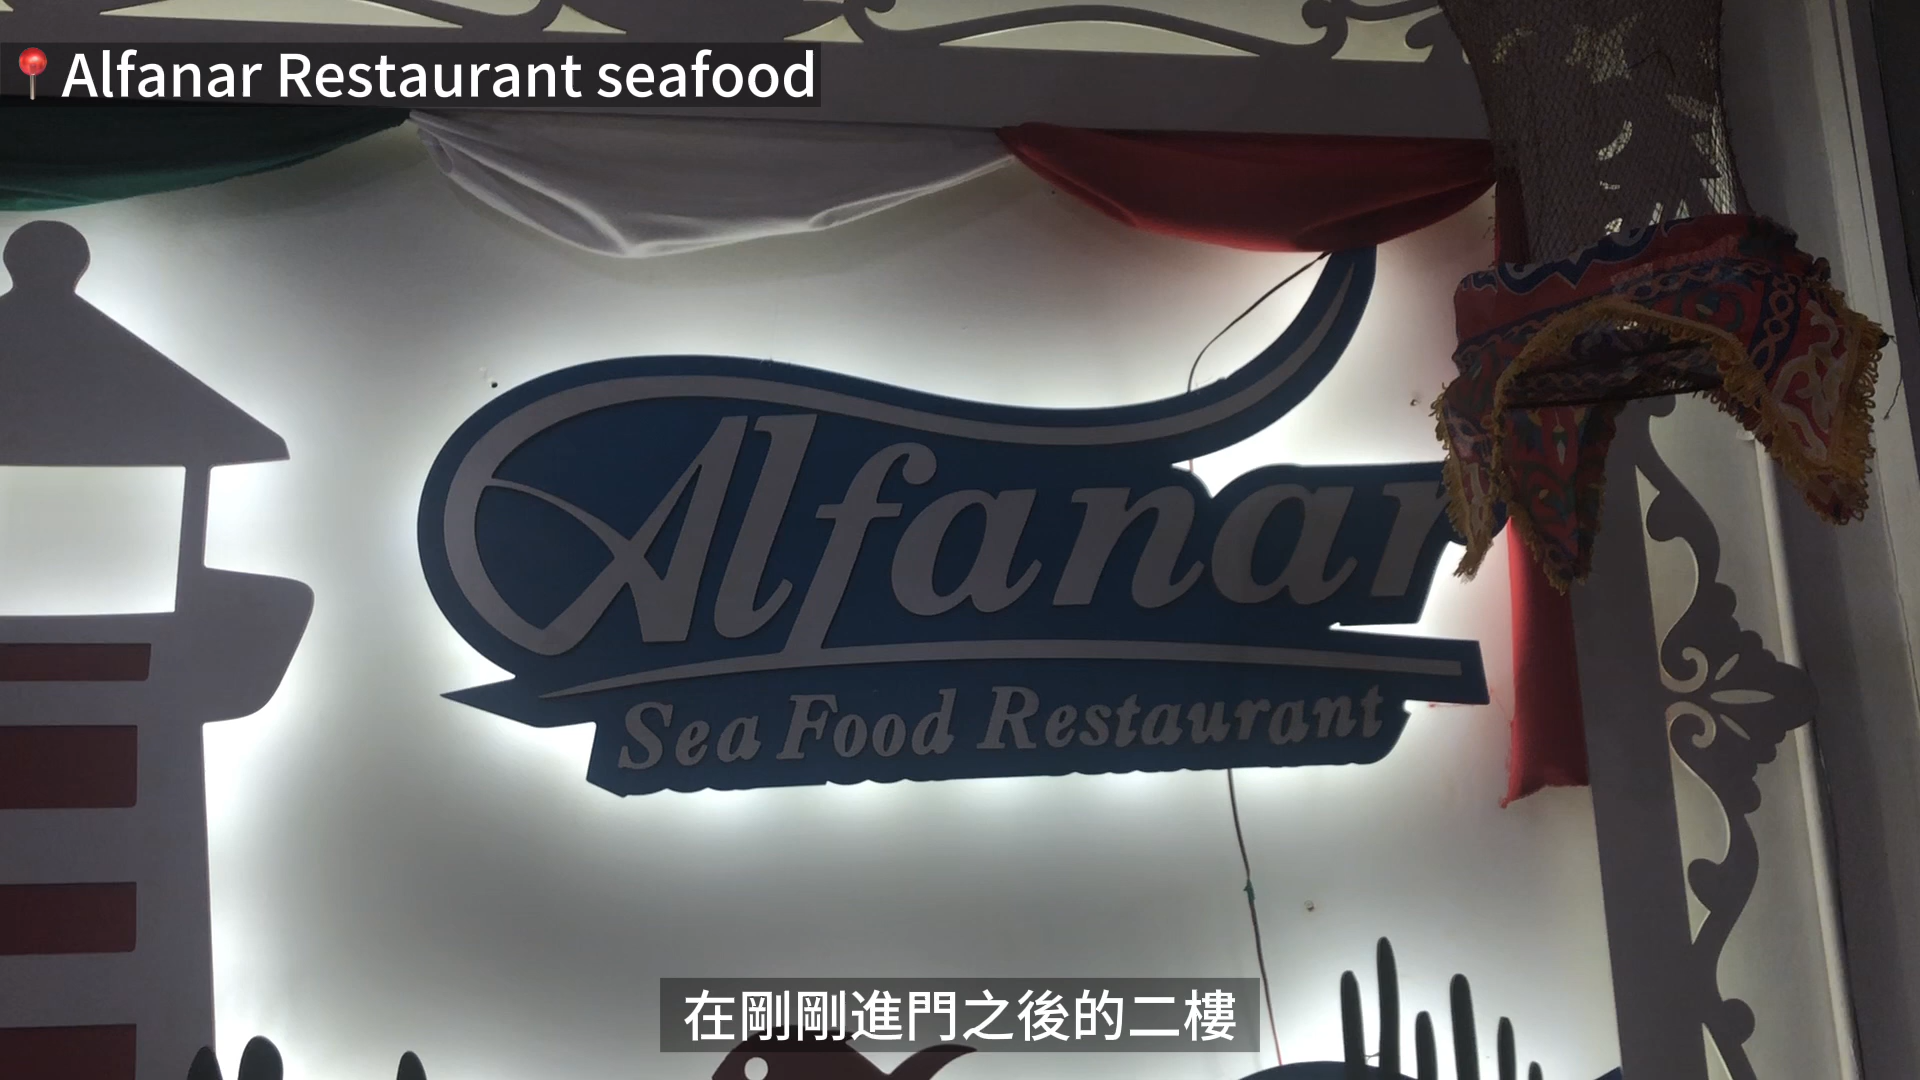 📍Alfanar Restaurant seafood
Alfanar
Sea Food Restaurant
在剛剛進門之後的二樓